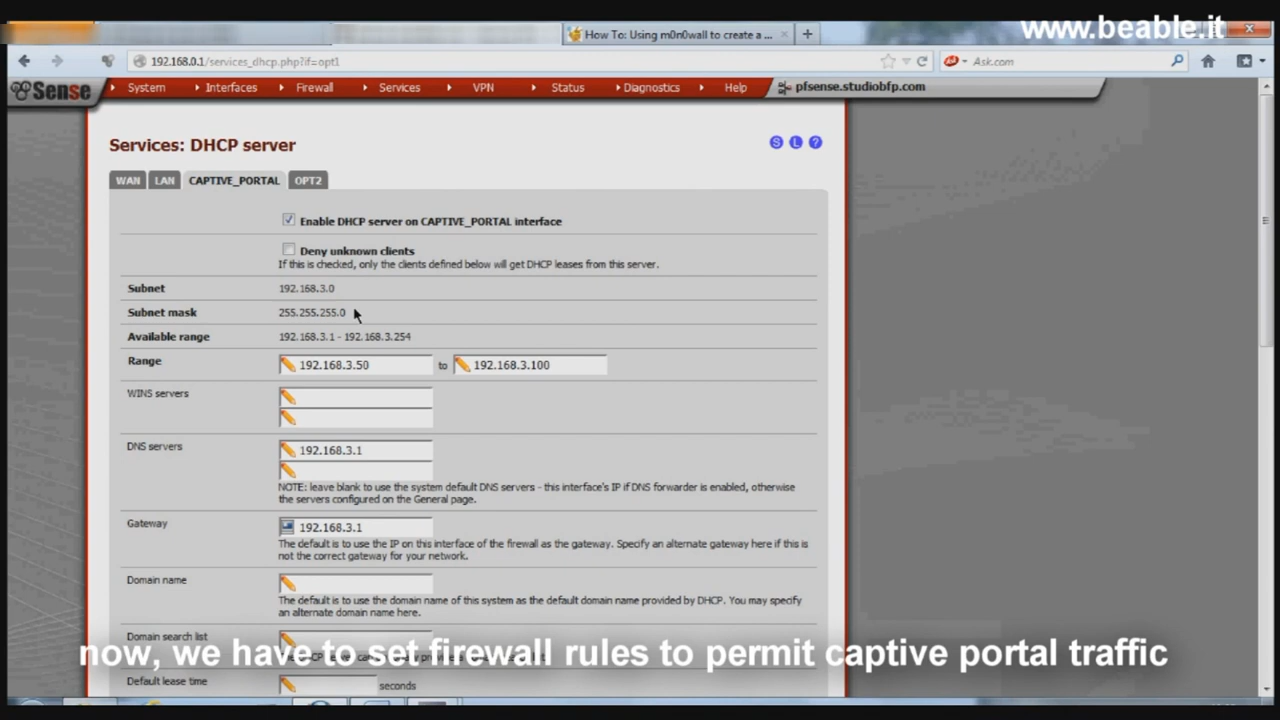 www.beable.it
How To: Using m0n0wall to create a ...
192.168.0.1/services_dhcp.php?if=opt1
Ask.com
Sense
System Interfaces Firewall Services VPN Status Diagnostics Help pfsense.studiobfp.com
Services: DHCP server
WAN LAN CAPTIVE_PORTAL OPT2
Enable DHCP server on CAPTIVE_PORTAL interface
Deny unknown clients
If this is checked, only the clients defined below will get DHCP leases from this server.
Subnet 192.168.3.0
Subnet mask 255.255.255.0
Available range 192.168.3.1 - 192.168.3.254
Range 192.168.3.50 to 192.168.3.100
WINS servers
DNS servers 192.168.3.1
NOTE: leave blank to use the system default DNS servers - this interface's IP if DNS forwarder is enabled, otherwise
the servers configured on the General page.
Gateway 192.168.3.1
The default is to use the IP on this interface of the firewall as the gateway. Specify an alternate gateway here if this is
not the correct gateway for your network.
Domain name
The default is to use the domain name of this system as the default domain name provided by DHCP. You may specify
an alternate domain name here.
Domain search list
now, we have to set firewall rules to permit captive portal traffic
Default lease time seconds